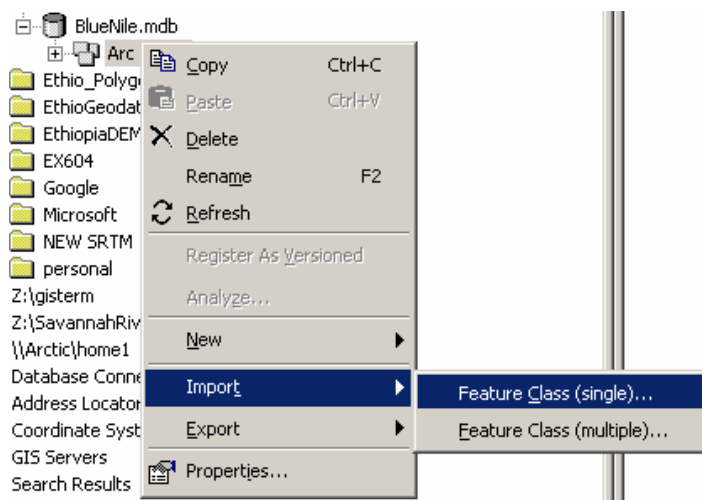 BlueNile.mdb
Arc
Copy Ctrl+C
Ethio_Polyg
Paste Ctrl+V
EthioGeodat
EthiopiaDEM
Delete
EX604
Rename F2
Google
Microsoft
Refresh
NEW SRTM
Register As Versioned
personal
Z:\gisterm
Analyze...
Z:\SavannahRiv
New
\\Arctic\home1
Database Conne
Import
Feature Class (single)...
Address Locator
Coordinate Syst
Export
Feature Class (multiple)...
GIS Servers
Properties...
Search Results